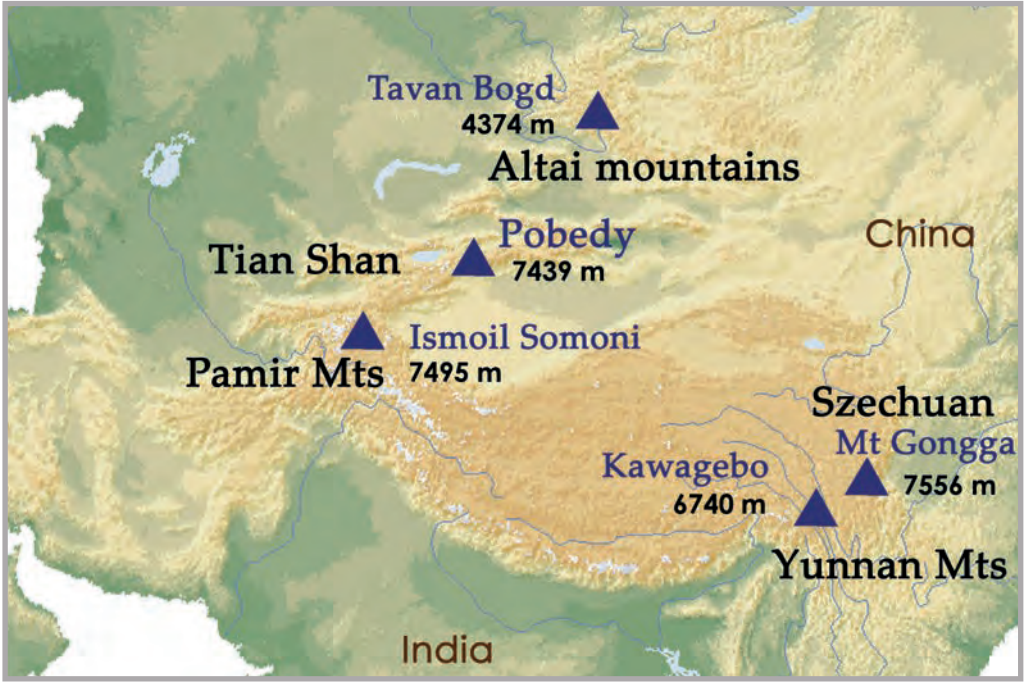 Tavan Bogd
4374 m
Altai mountains
China
Pobedy
Tian Shan
7439 m
Ismoil Somoni
Pamir Mts
7495 m
Szechuan
Mt Gongga
Kawagebo
7556 m
6740 m
Yunnan Mts
India